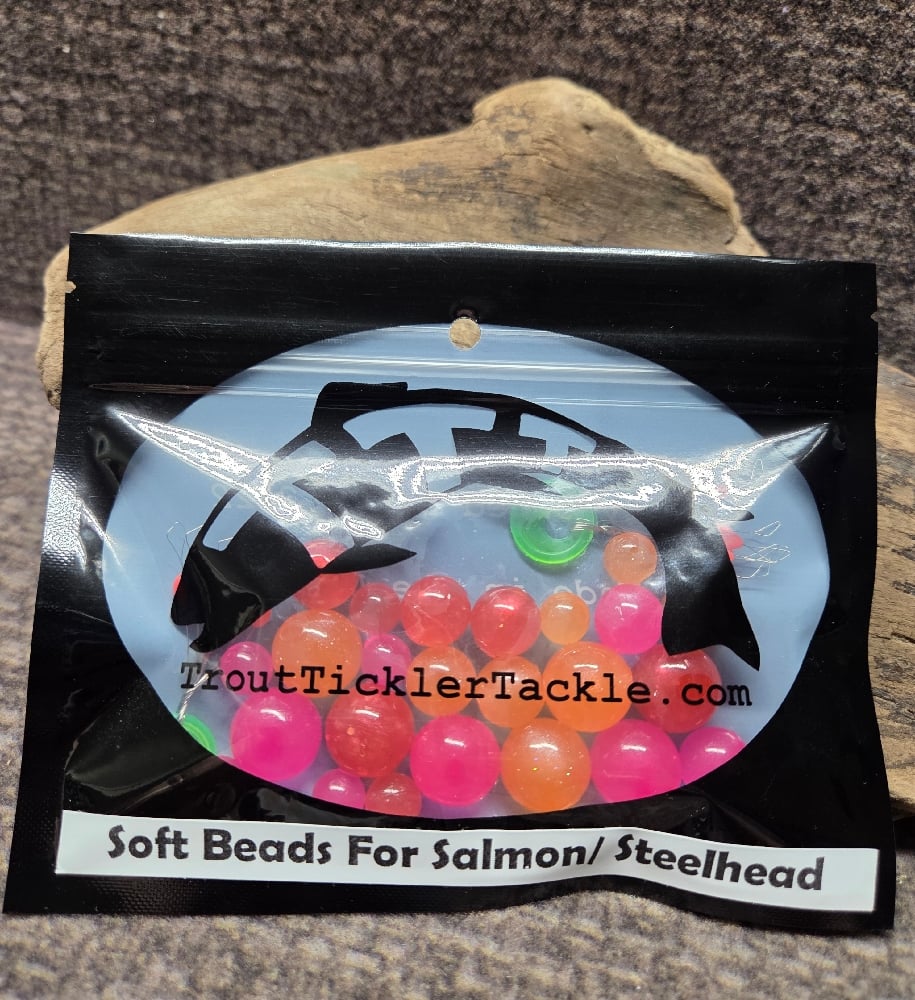 TroutTicklerTackle.com
Soft Beads For Salmon/ Steelhead